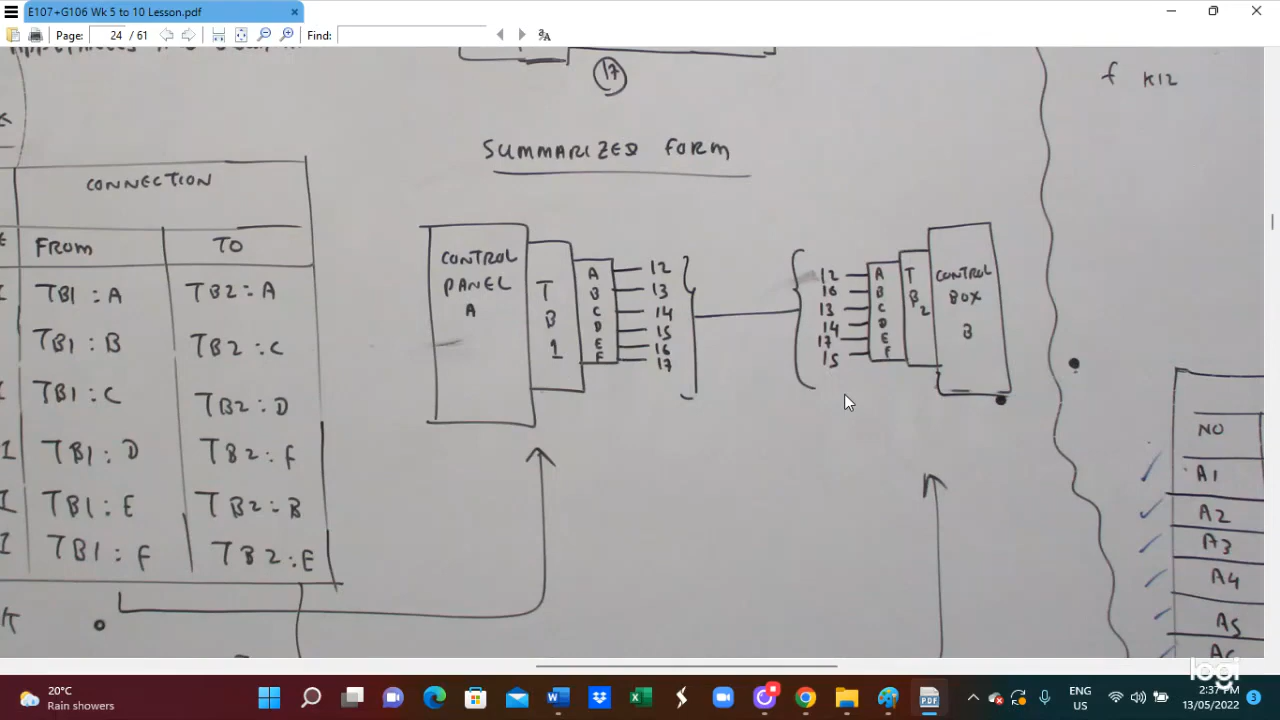 E107+G106 Wk 5 to 10 Lesson.pdf
Page: 24 / 61 Find:
17
f K12
SUMMARIZED FORM
CONNECTION
FROM TO
TB1 : A TB2 : A
TB1 : B TB2 : C
TB1 : C TB2 : D
TB1 : D TB2 : F
TB1 : E TB2 : B
TB1 : F TB2 : E
CONTROL
PANEL
A
T
B
1
A 12
B 13
C 14
D 15
E 16
F 17
12 A
16 B
13 C
14 D
17 E
15 F
T
B
2
CONTROL
BOX
B
NO
A1
A2
A3
A4
A5
logi
20°C
Rain showers
ENG
US
2:37 PM
13/05/2022
3